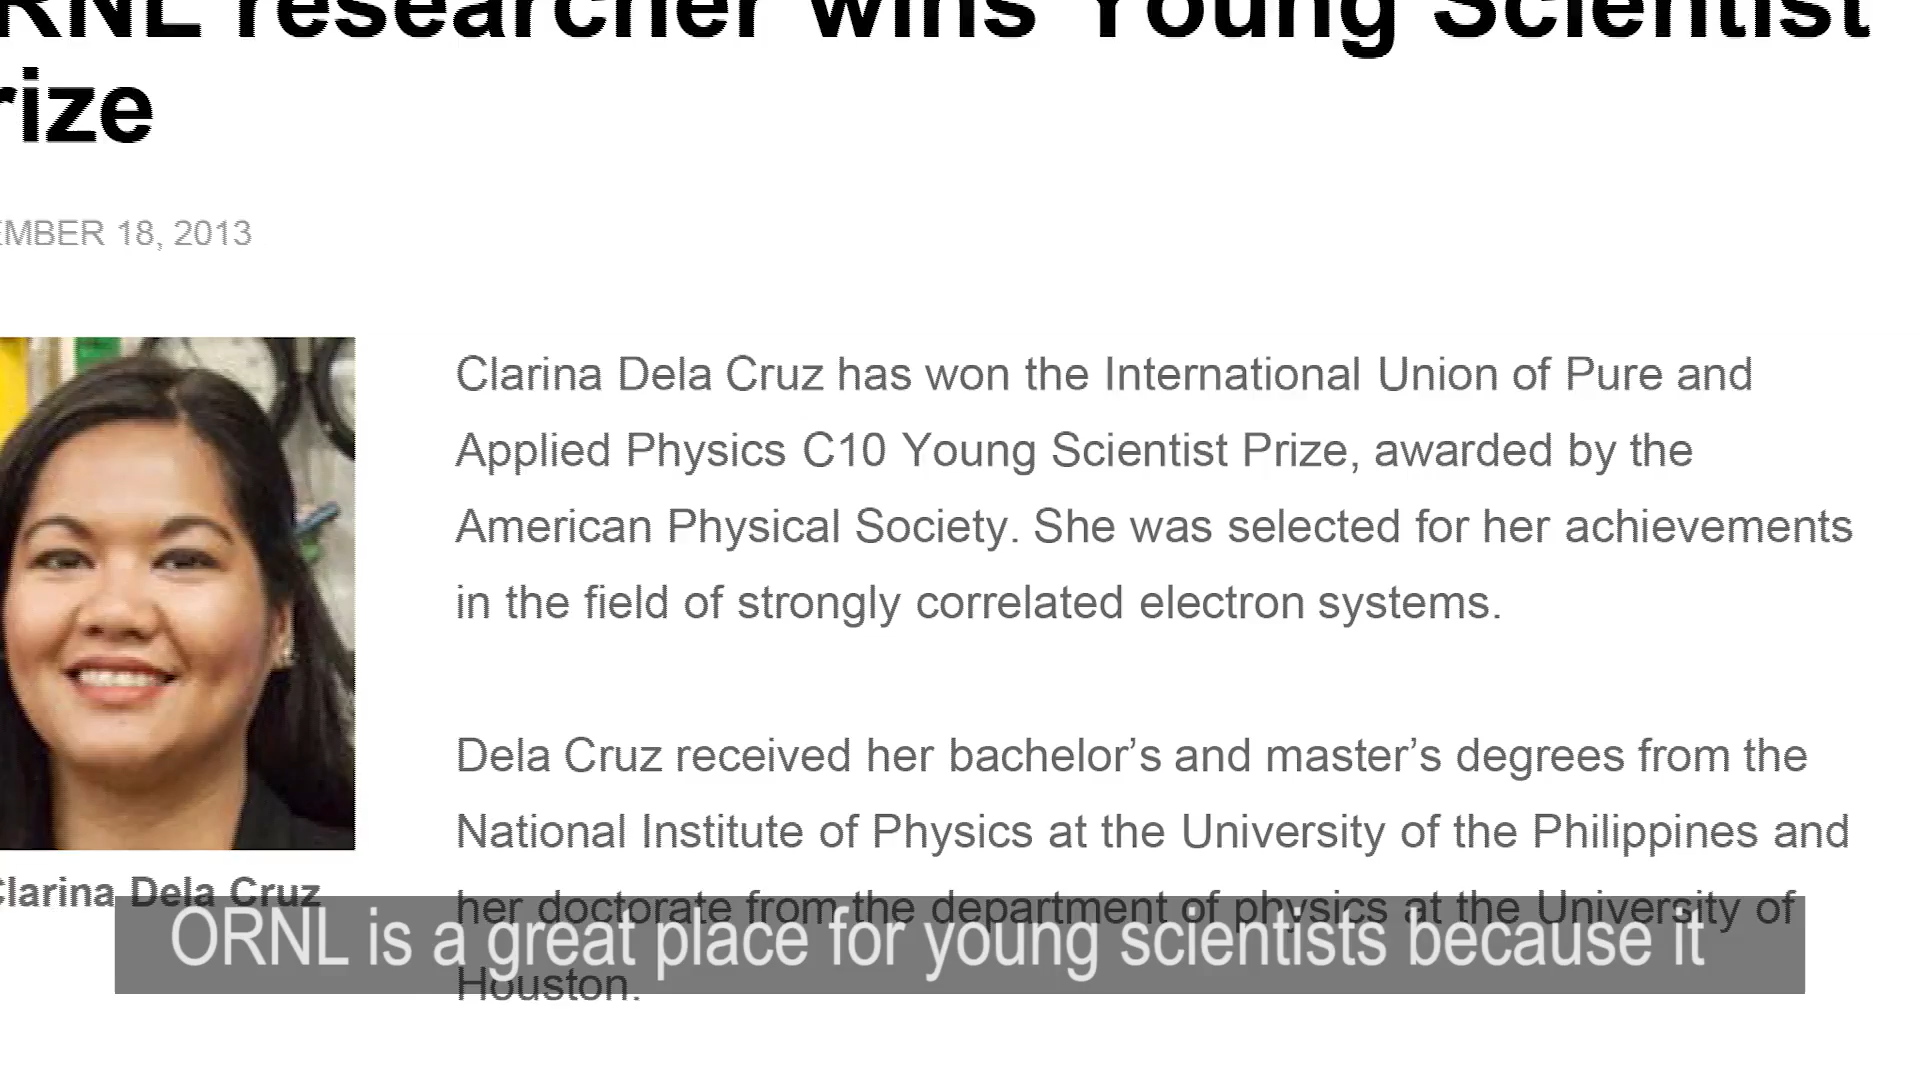 RNL researcher wins Young Scientist
rize
EMBER 18, 2013
Clarina Dela Cruz has won the International Union of Pure and
Applied Physics C10 Young Scientist Prize, awarded by the
American Physical Society. She was selected for her achievements
in the field of strongly correlated electron systems.
Dela Cruz received her bachelor’s and master’s degrees from the
National Institute of Physics at the University of the Philippines and
her doctorate from the department of physics at the University of
Houston.
Clarina Dela Cruz
ORNL is a great place for young scientists because it